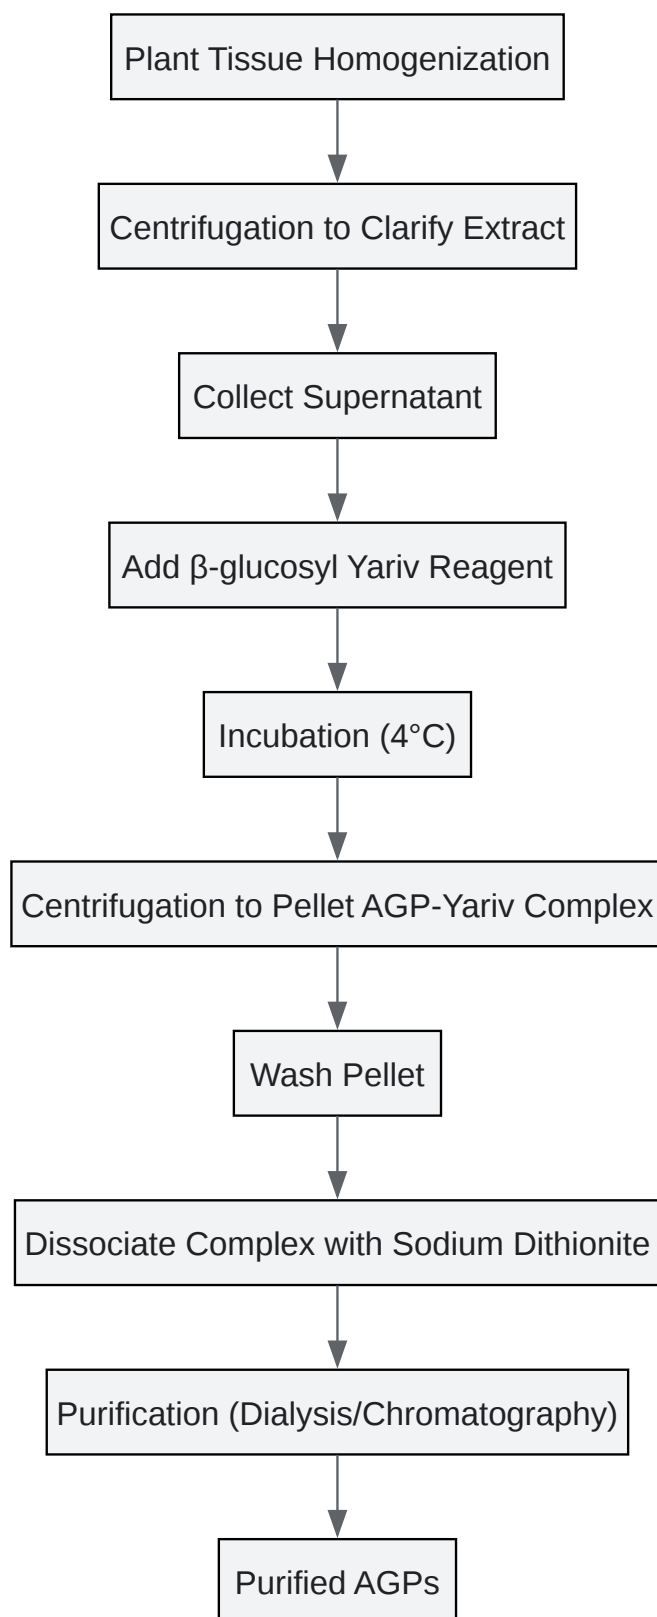 Plant Tissue Homogenization
Centrifugation to Clarify Extract
Collect Supernatant
Add β-glucosyl Yariv Reagent
Incubation (4°C)
Centrifugation to Pellet AGP-Yariv Complex
Wash Pellet
Dissociate Complex with Sodium Dithionite
Purification (Dialysis/Chromatography)
Purified AGPs